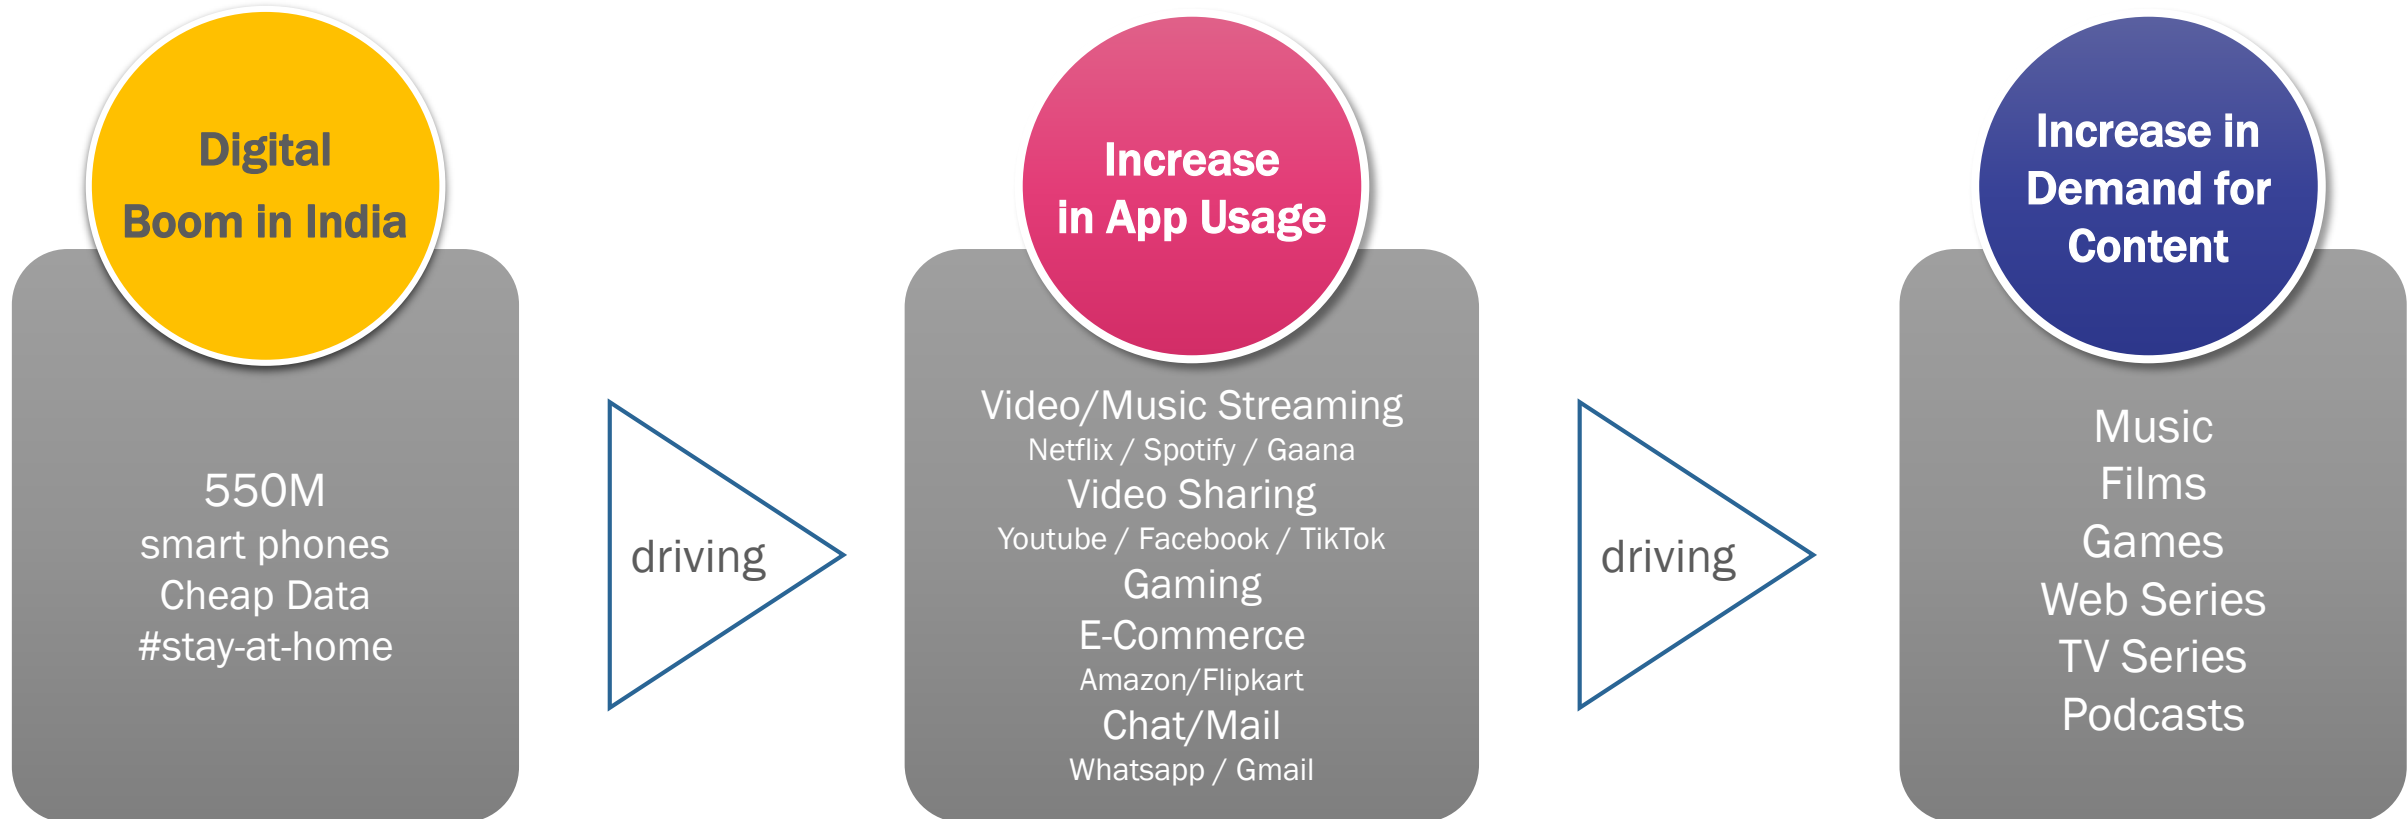 Digital
Boom in India
550M
smart phones
Cheap Data
#stay-at-home
driving
Increase
in App Usage
Video/Music Streaming
Netflix / Spotify / Gaana
Video Sharing
Youtube / Facebook / TikTok
Gaming
E-Commerce
Amazon/Flipkart
Chat/Mail
Whatsapp / Gmail
driving
Increase in
Demand for
Content
Music
Films
Games
Web Series
TV Series
Podcasts